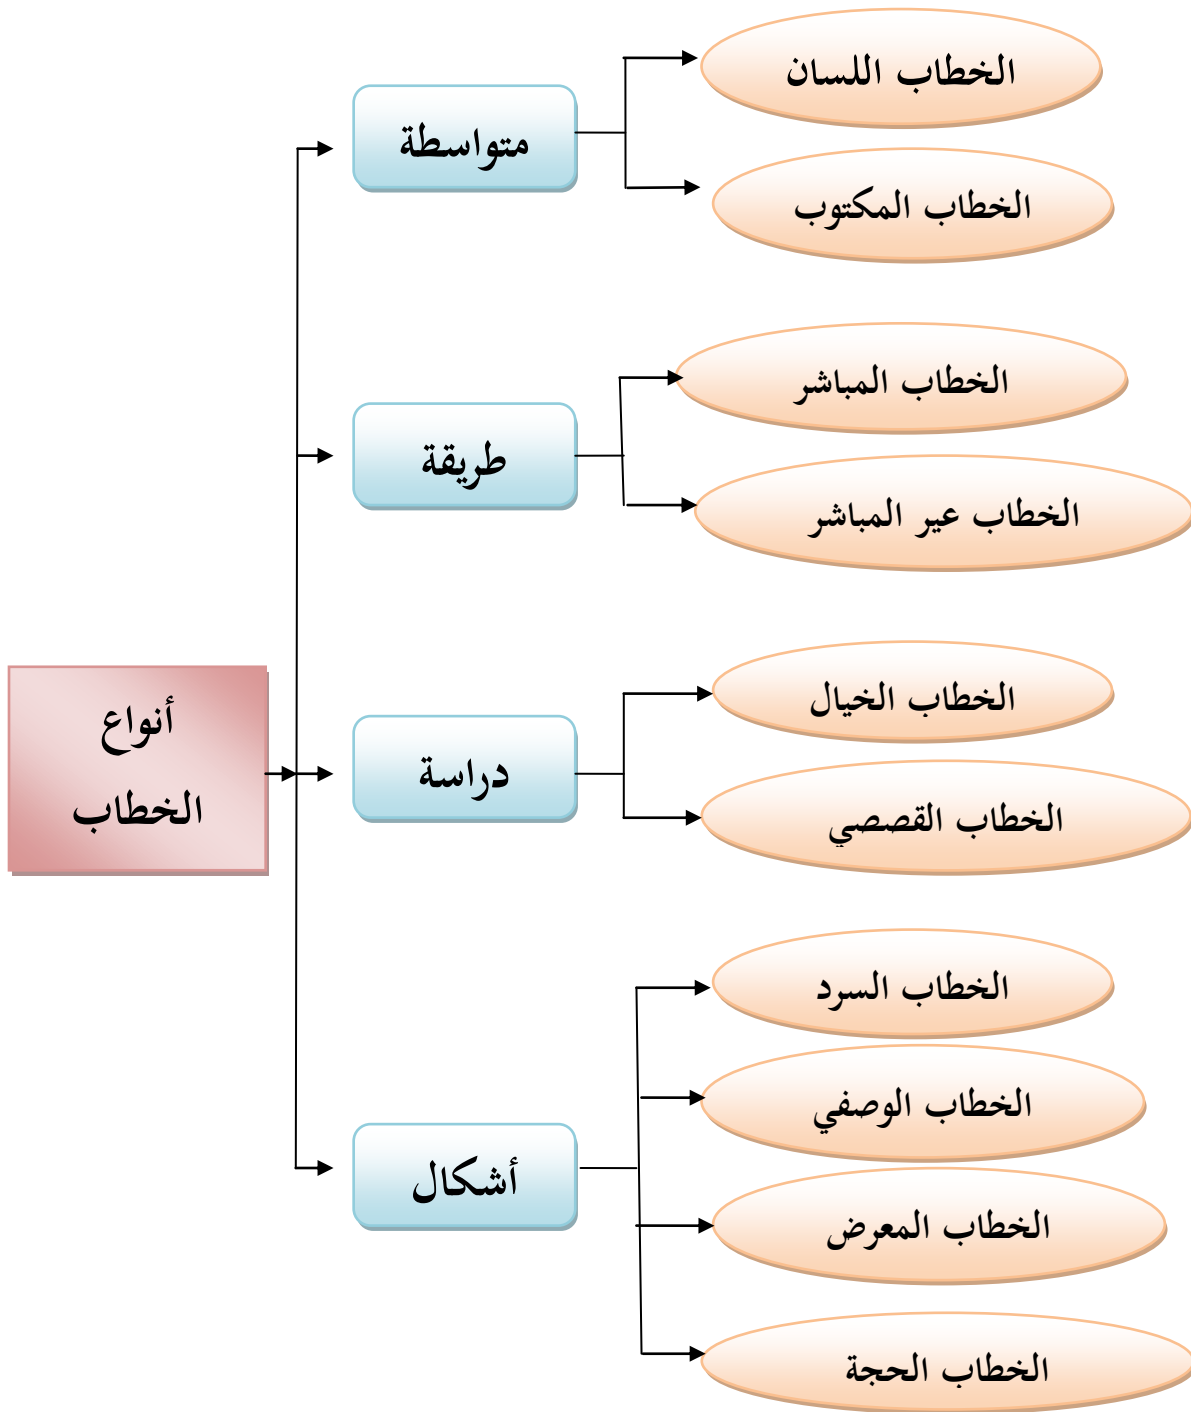 أنواع
الخطاب
متواسطة
الخطاب اللسان
الخطاب المكتوب
طريقة
الخطاب المباشر
الخطاب عير المباشر
دراسة
الخطاب الخيال
الخطاب القصصي
أشكال
الخطاب السرد
الخطاب الوصفي
الخطاب المعرض
الخطاب الحجة